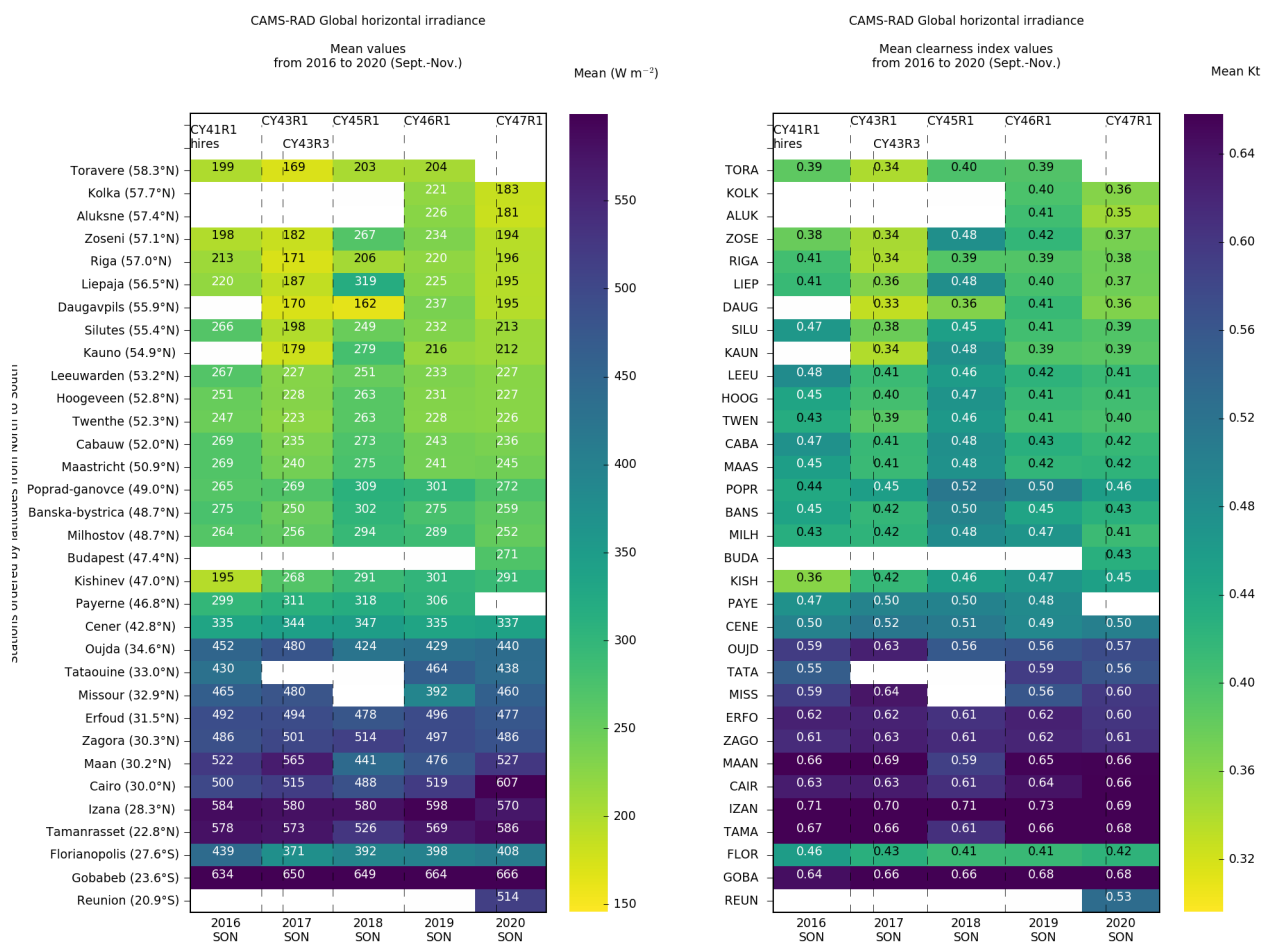 CAMS-RAD Global horizontal irradiance
Mean values
from 2016 to 2020 (Sept.-Nov.)
Mean (W m⁻²)
CY41R1
hires
CY43R1
CY43R3
CY45R1
CY46R1
CY47R1
Toravere (58.3°N) 199 169 203 204
Kolka (57.7°N) 221 183
Aluksne (57.4°N) 226 181
Zoseni (57.1°N) 198 182 267 234 194
Riga (57.0°N) 213 171 206 220 196
Liepaja (56.5°N) 220 187 319 225 195
Daugavpils (55.9°N) 170 162 237 195
Silutes (55.4°N) 266 198 249 232 213
Kauno (54.9°N) 179 279 216 212
Leeuwarden (53.2°N) 267 227 251 233 227
Hoogeveen (52.8°N) 251 228 263 231 227
Twenthe (52.3°N) 247 223 263 228 226
Cabauw (52.0°N) 269 235 273 243 236
Maastricht (50.9°N) 269 240 275 241 245
Poprad-ganovce (49.0°N) 265 269 309 301 272
Banska-bystrica (48.7°N) 275 250 302 275 259
Milhostov (48.7°N) 264 256 294 289 252
Budapest (47.4°N) 271
Kishinev (47.0°N) 195 268 291 301 291
Payerne (46.8°N) 299 311 318 306
Cener (42.8°N) 335 344 347 335 337
Oujda (34.6°N) 452 480 424 429 440
Tataouine (33.0°N) 430 464 438
Missour (32.9°N) 465 480 392 460
Erfoud (31.5°N) 492 494 478 496 477
Zagora (30.3°N) 486 501 514 497 486
Maan (30.2°N) 522 565 441 476 527
Cairo (30.0°N) 500 515 488 519 607
Izana (28.3°N) 584 580 580 598 570
Tamanrasset (22.8°N) 578 573 526 569 586
Florianopolis (27.6°S) 439 371 392 398 408
Gobabeb (23.6°S) 634 650 649 664 666
Reunion (20.9°S) 514
2016 2017 2018 2019 2020
SON SON SON SON SON
550
500
450
400
350
300
250
200
150
CAMS-RAD Global horizontal irradiance
Mean clearness index values
from 2016 to 2020 (Sept.-Nov.)
Mean Kt
CY41R1
hires
CY43R1
CY43R3
CY45R1
CY46R1
CY47R1
TORA 0.39 0.34 0.40 0.39
KOLK 0.40 0.36
ALUK 0.41 0.35
ZOSE 0.38 0.34 0.48 0.42 0.37
RIGA 0.41 0.34 0.39 0.39 0.38
LIEP 0.41 0.36 0.48 0.40 0.37
DAUG 0.33 0.36 0.41 0.36
SILU 0.47 0.38 0.45 0.41 0.39
KAUN 0.34 0.48 0.39 0.39
LEEU 0.48 0.41 0.46 0.42 0.41
HOOG 0.45 0.40 0.47 0.41 0.41
TWEN 0.43 0.39 0.46 0.41 0.40
CABA 0.47 0.41 0.48 0.43 0.42
MAAS 0.45 0.41 0.48 0.42 0.42
POPR 0.44 0.45 0.52 0.50 0.46
BANS 0.45 0.42 0.50 0.45 0.43
MILH 0.43 0.42 0.48 0.47 0.41
BUDA 0.43
KISH 0.36 0.42 0.46 0.47 0.45
PAYE 0.47 0.50 0.50 0.48
CENE 0.50 0.52 0.51 0.49 0.50
OUJD 0.59 0.63 0.56 0.56 0.57
TATA 0.55 0.59 0.56
MISS 0.59 0.64 0.56 0.60
ERFO 0.62 0.62 0.61 0.62 0.60
ZAGO 0.61 0.63 0.61 0.62 0.61
MAAN 0.66 0.69 0.59 0.65 0.66
CAIR 0.63 0.63 0.61 0.64 0.66
IZAN 0.71 0.70 0.71 0.73 0.69
TAMA 0.67 0.66 0.61 0.66 0.68
FLOR 0.46 0.43 0.41 0.41 0.42
GOBA 0.64 0.66 0.66 0.68 0.68
REUN 0.53
2016 2017 2018 2019 2020
SON SON SON SON SON
0.64
0.60
0.56
0.52
0.48
0.44
0.40
0.36
0.32